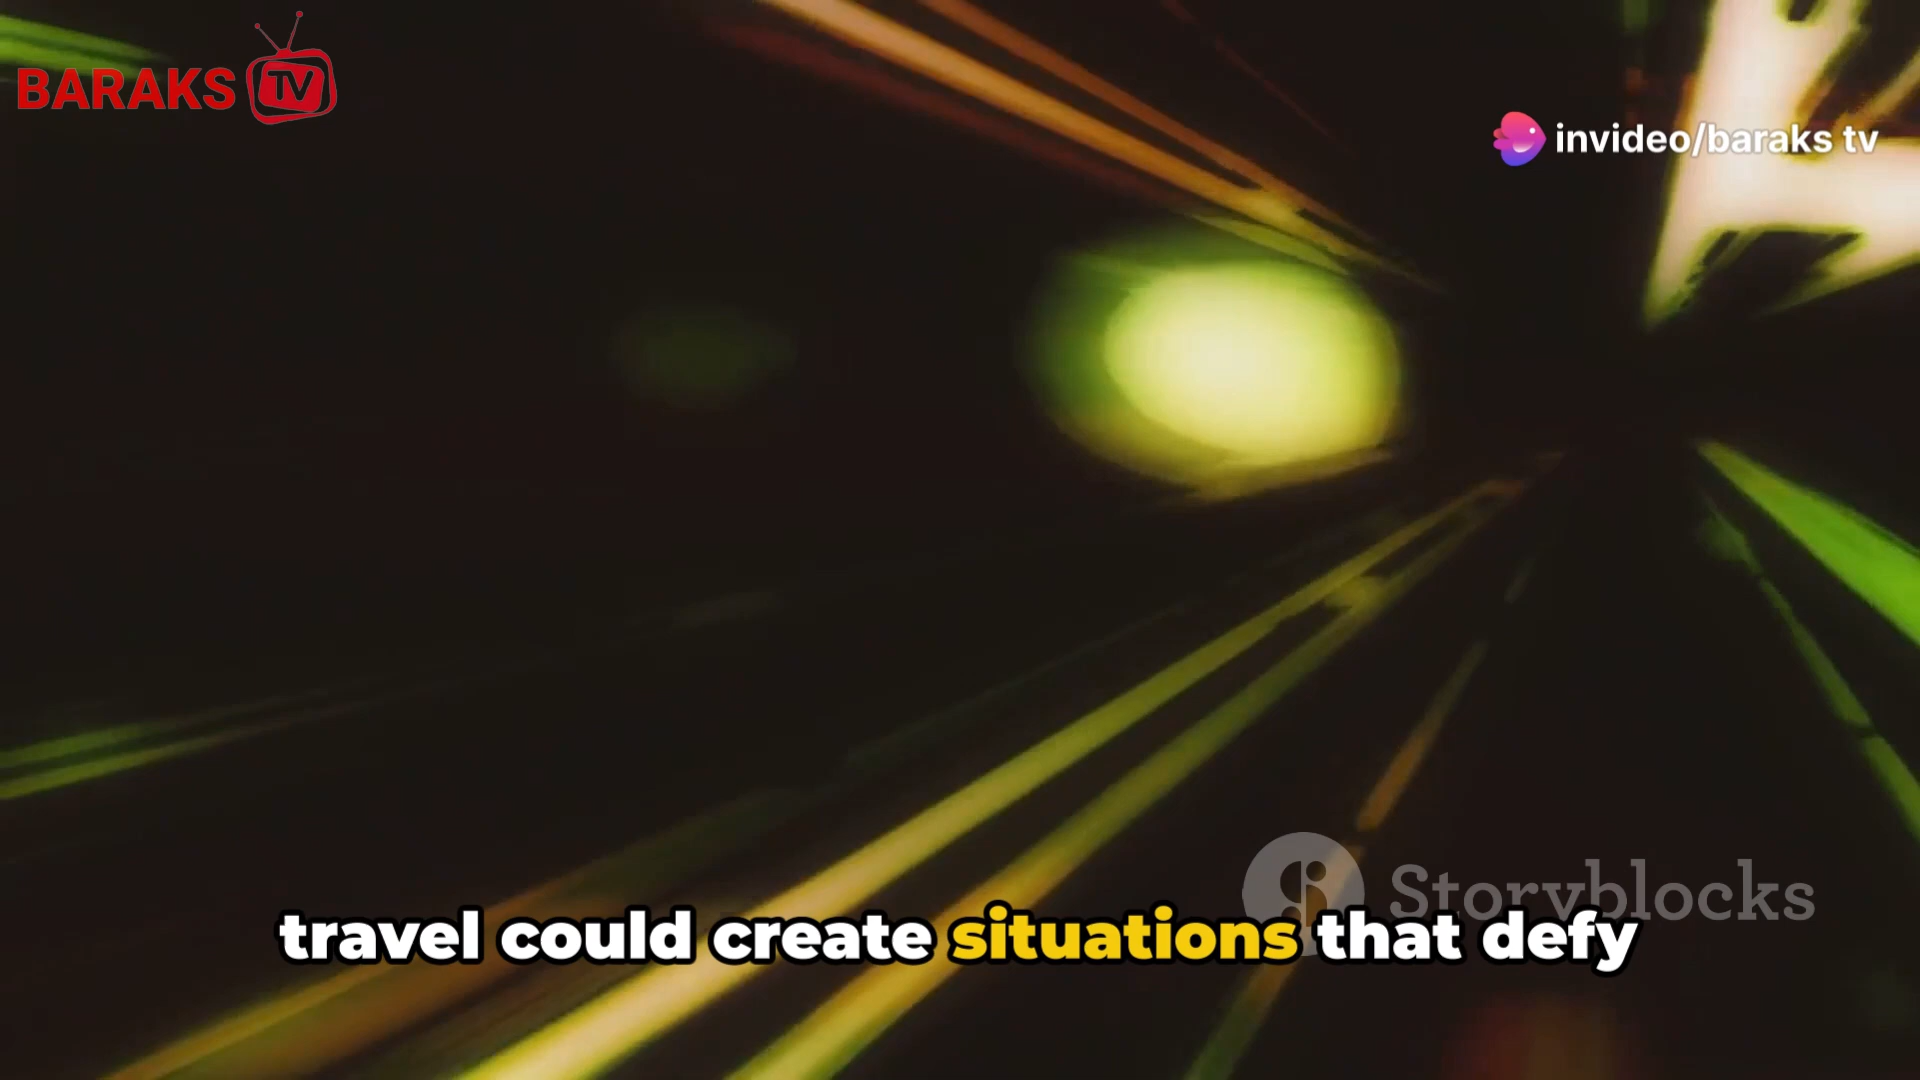 BARAKS TV
invideo/baraks tv
Storyblocks
travel could create situations that defy